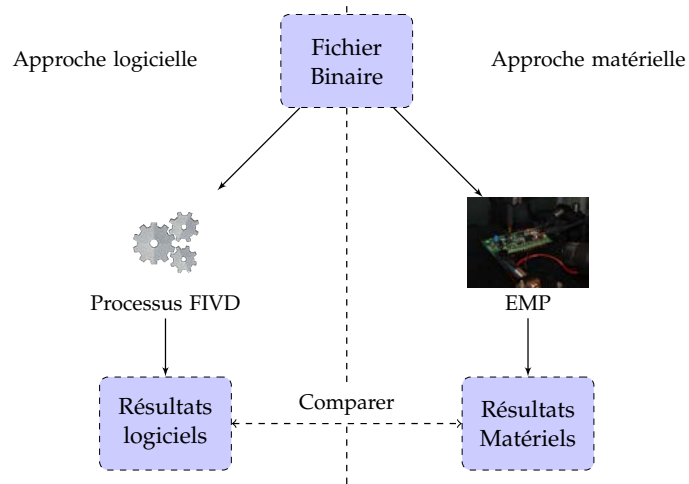 Approche logicielle
Fichier
Binaire
Approche matérielle
Processus FIVD
EMP
Résultats
logiciels
Comparer
Résultats
Matériels